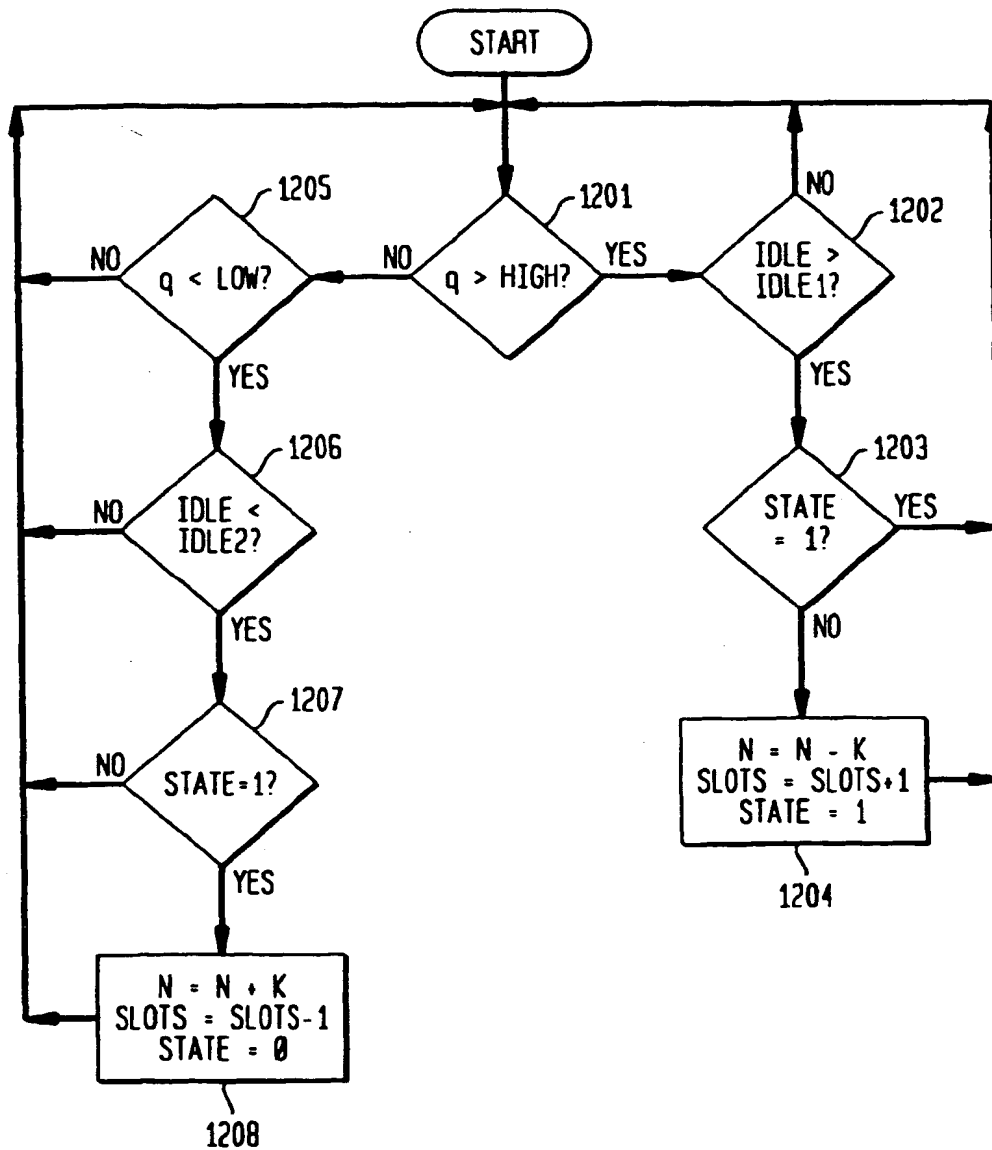 START
1205
1201
1202
NO
q < LOW?
NO
q > HIGH?
YES
NO
IDLE >
IDLE1?
YES
YES
1206
1203
NO
IDLE <
IDLE2?
STATE
= 1?
YES
YES
NO
1207
NO
STATE=1?
N = N - K
SLOTS = SLOTS+1
STATE = 1
YES
1204
N = N + K
SLOTS = SLOTS-1
STATE = 0
1208